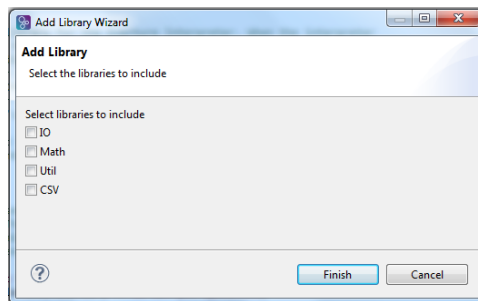 Add Library Wizard
Add Library
Select the libraries to include
Select libraries to include
IO
Math
Util
CSV
?
Finish
Cancel